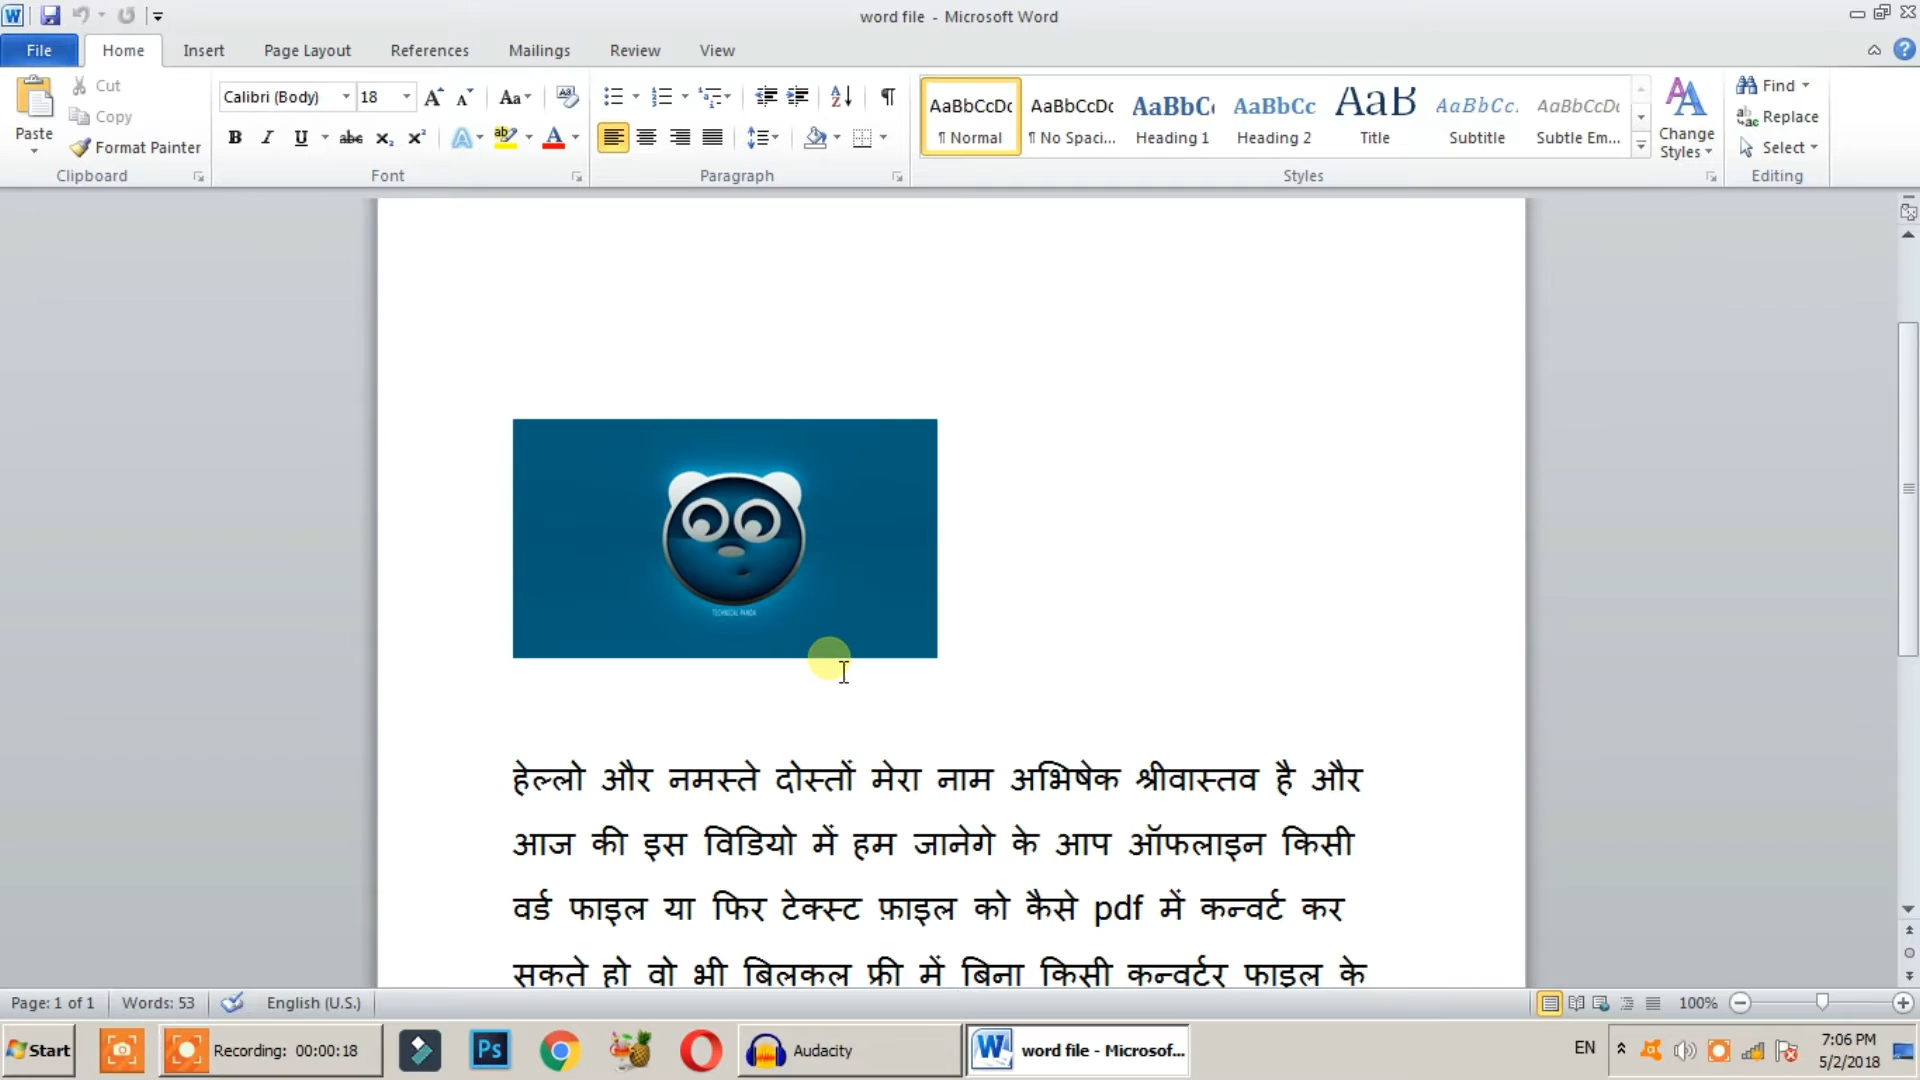 word file - Microsoft Word
File Home Insert Page Layout References Mailings Review View
Paste
Cut
Copy
Format Painter
Clipboard
Calibri (Body) 18
Font
Paragraph
AaBbCcDc AaBbCcDc AaBbC AaBbCc AaB AaBbCc. AaBbCcDc
¶ Normal ¶ No Spaci... Heading 1 Heading 2 Title Subtitle Subtle Em...
Styles
Change
Styles
Find
Replace
Select
Editing
TECHNICAL PANDA
हेल्लो और नमस्ते दोस्तों मेरा नाम अभिषेक श्रीवास्तव है और
आज की इस विडियो में हम जानेगे के आप ऑफलाइन किसी
वर्ड फाइल या फिर टेक्स्ट फ़ाइल को कैसे pdf में कन्वर्ट कर
सकते हो वो भी बिलकुल फ्री में बिना किसी कन्वर्टर फाइल के
Page: 1 of 1 Words: 53 English (U.S.) 100%
Start Recording: 00:00:18 Ps Audacity word file - Microsof... EN 7:06 PM
5/2/2018